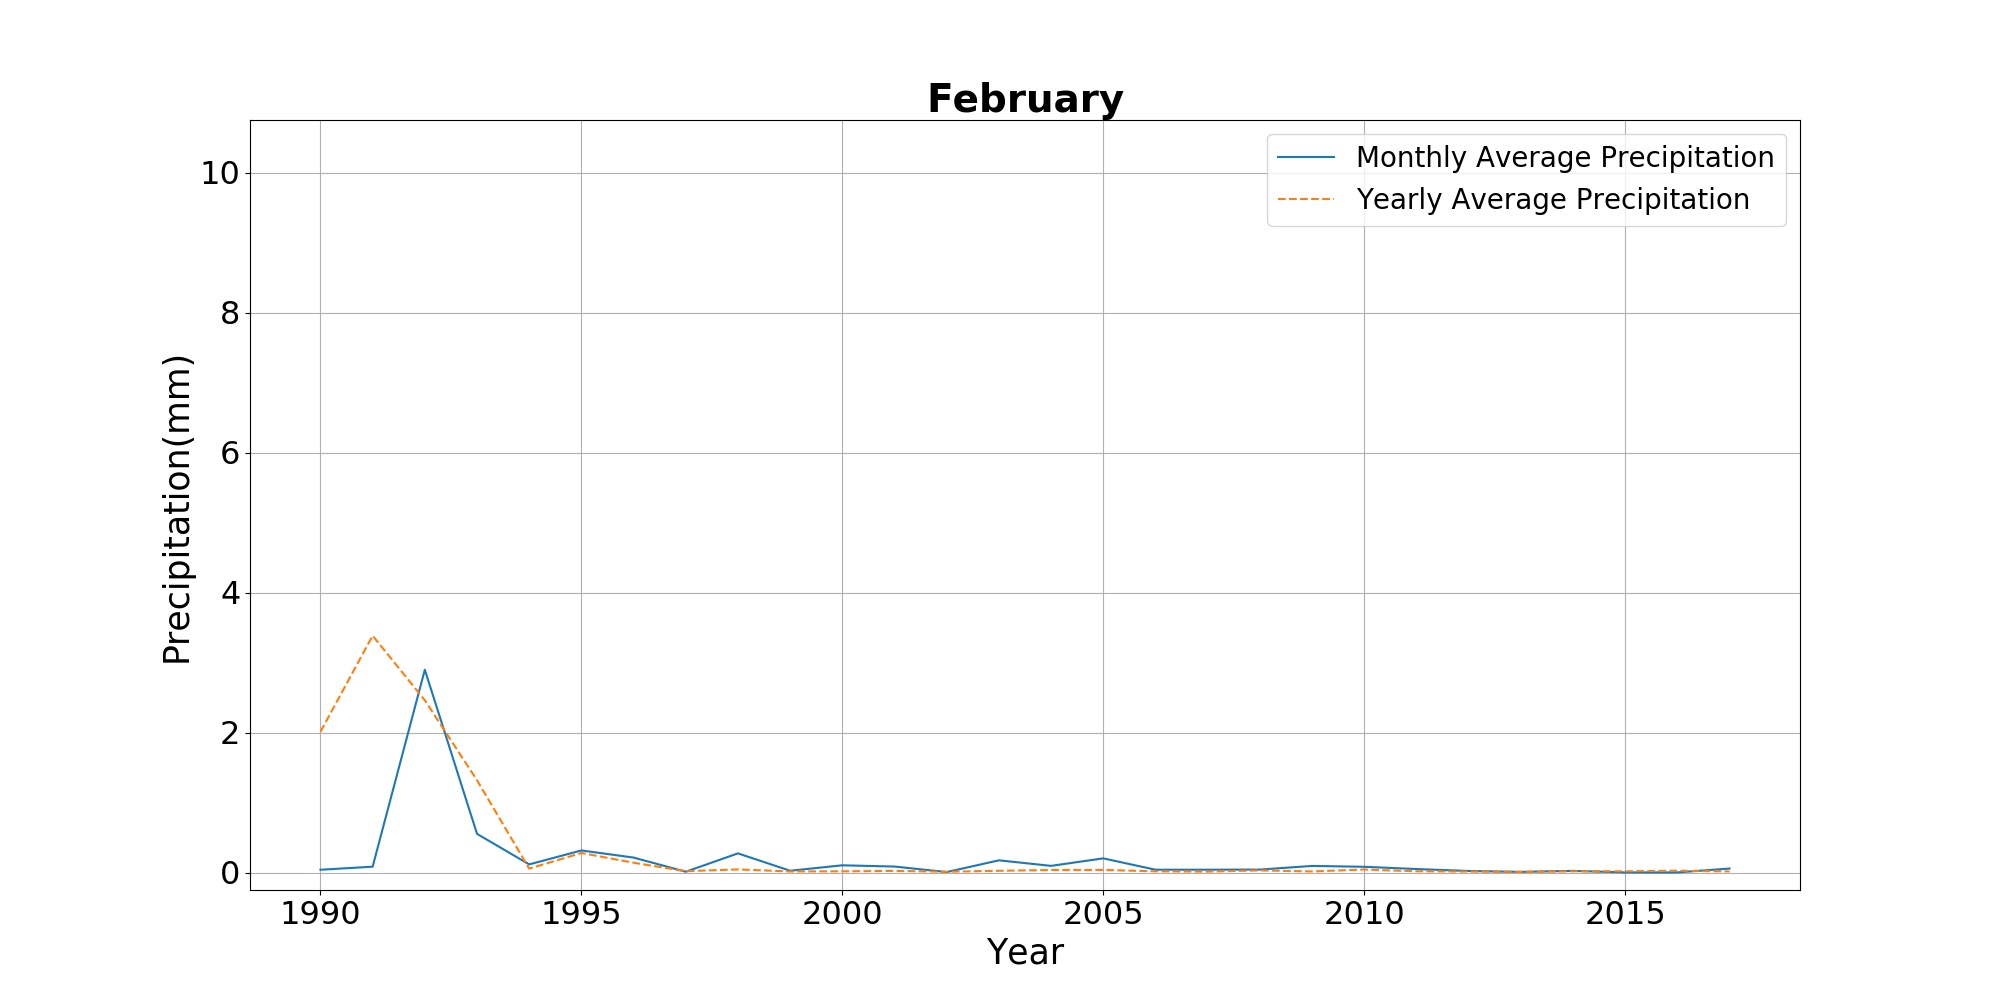 February
Monthly Average Precipitation
Yearly Average Precipitation
Precipitation(mm)
10
8
6
4
2
0
1990 1995 2000 2005 2010 2015
Year